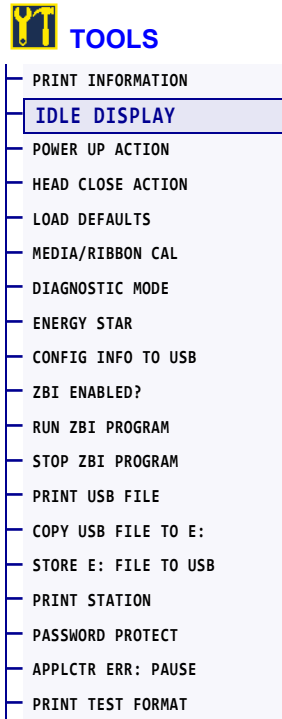 TOOLS
PRINT INFORMATION
IDLE DISPLAY
POWER UP ACTION
HEAD CLOSE ACTION
LOAD DEFAULTS
MEDIA/RIBBON CAL
DIAGNOSTIC MODE
ENERGY STAR
CONFIG INFO TO USB
ZBI ENABLED?
RUN ZBI PROGRAM
STOP ZBI PROGRAM
PRINT USB FILE
COPY USB FILE TO E:
STORE E: FILE TO USB
PRINT STATION
PASSWORD PROTECT
APPLCTR ERR: PAUSE
PRINT TEST FORMAT